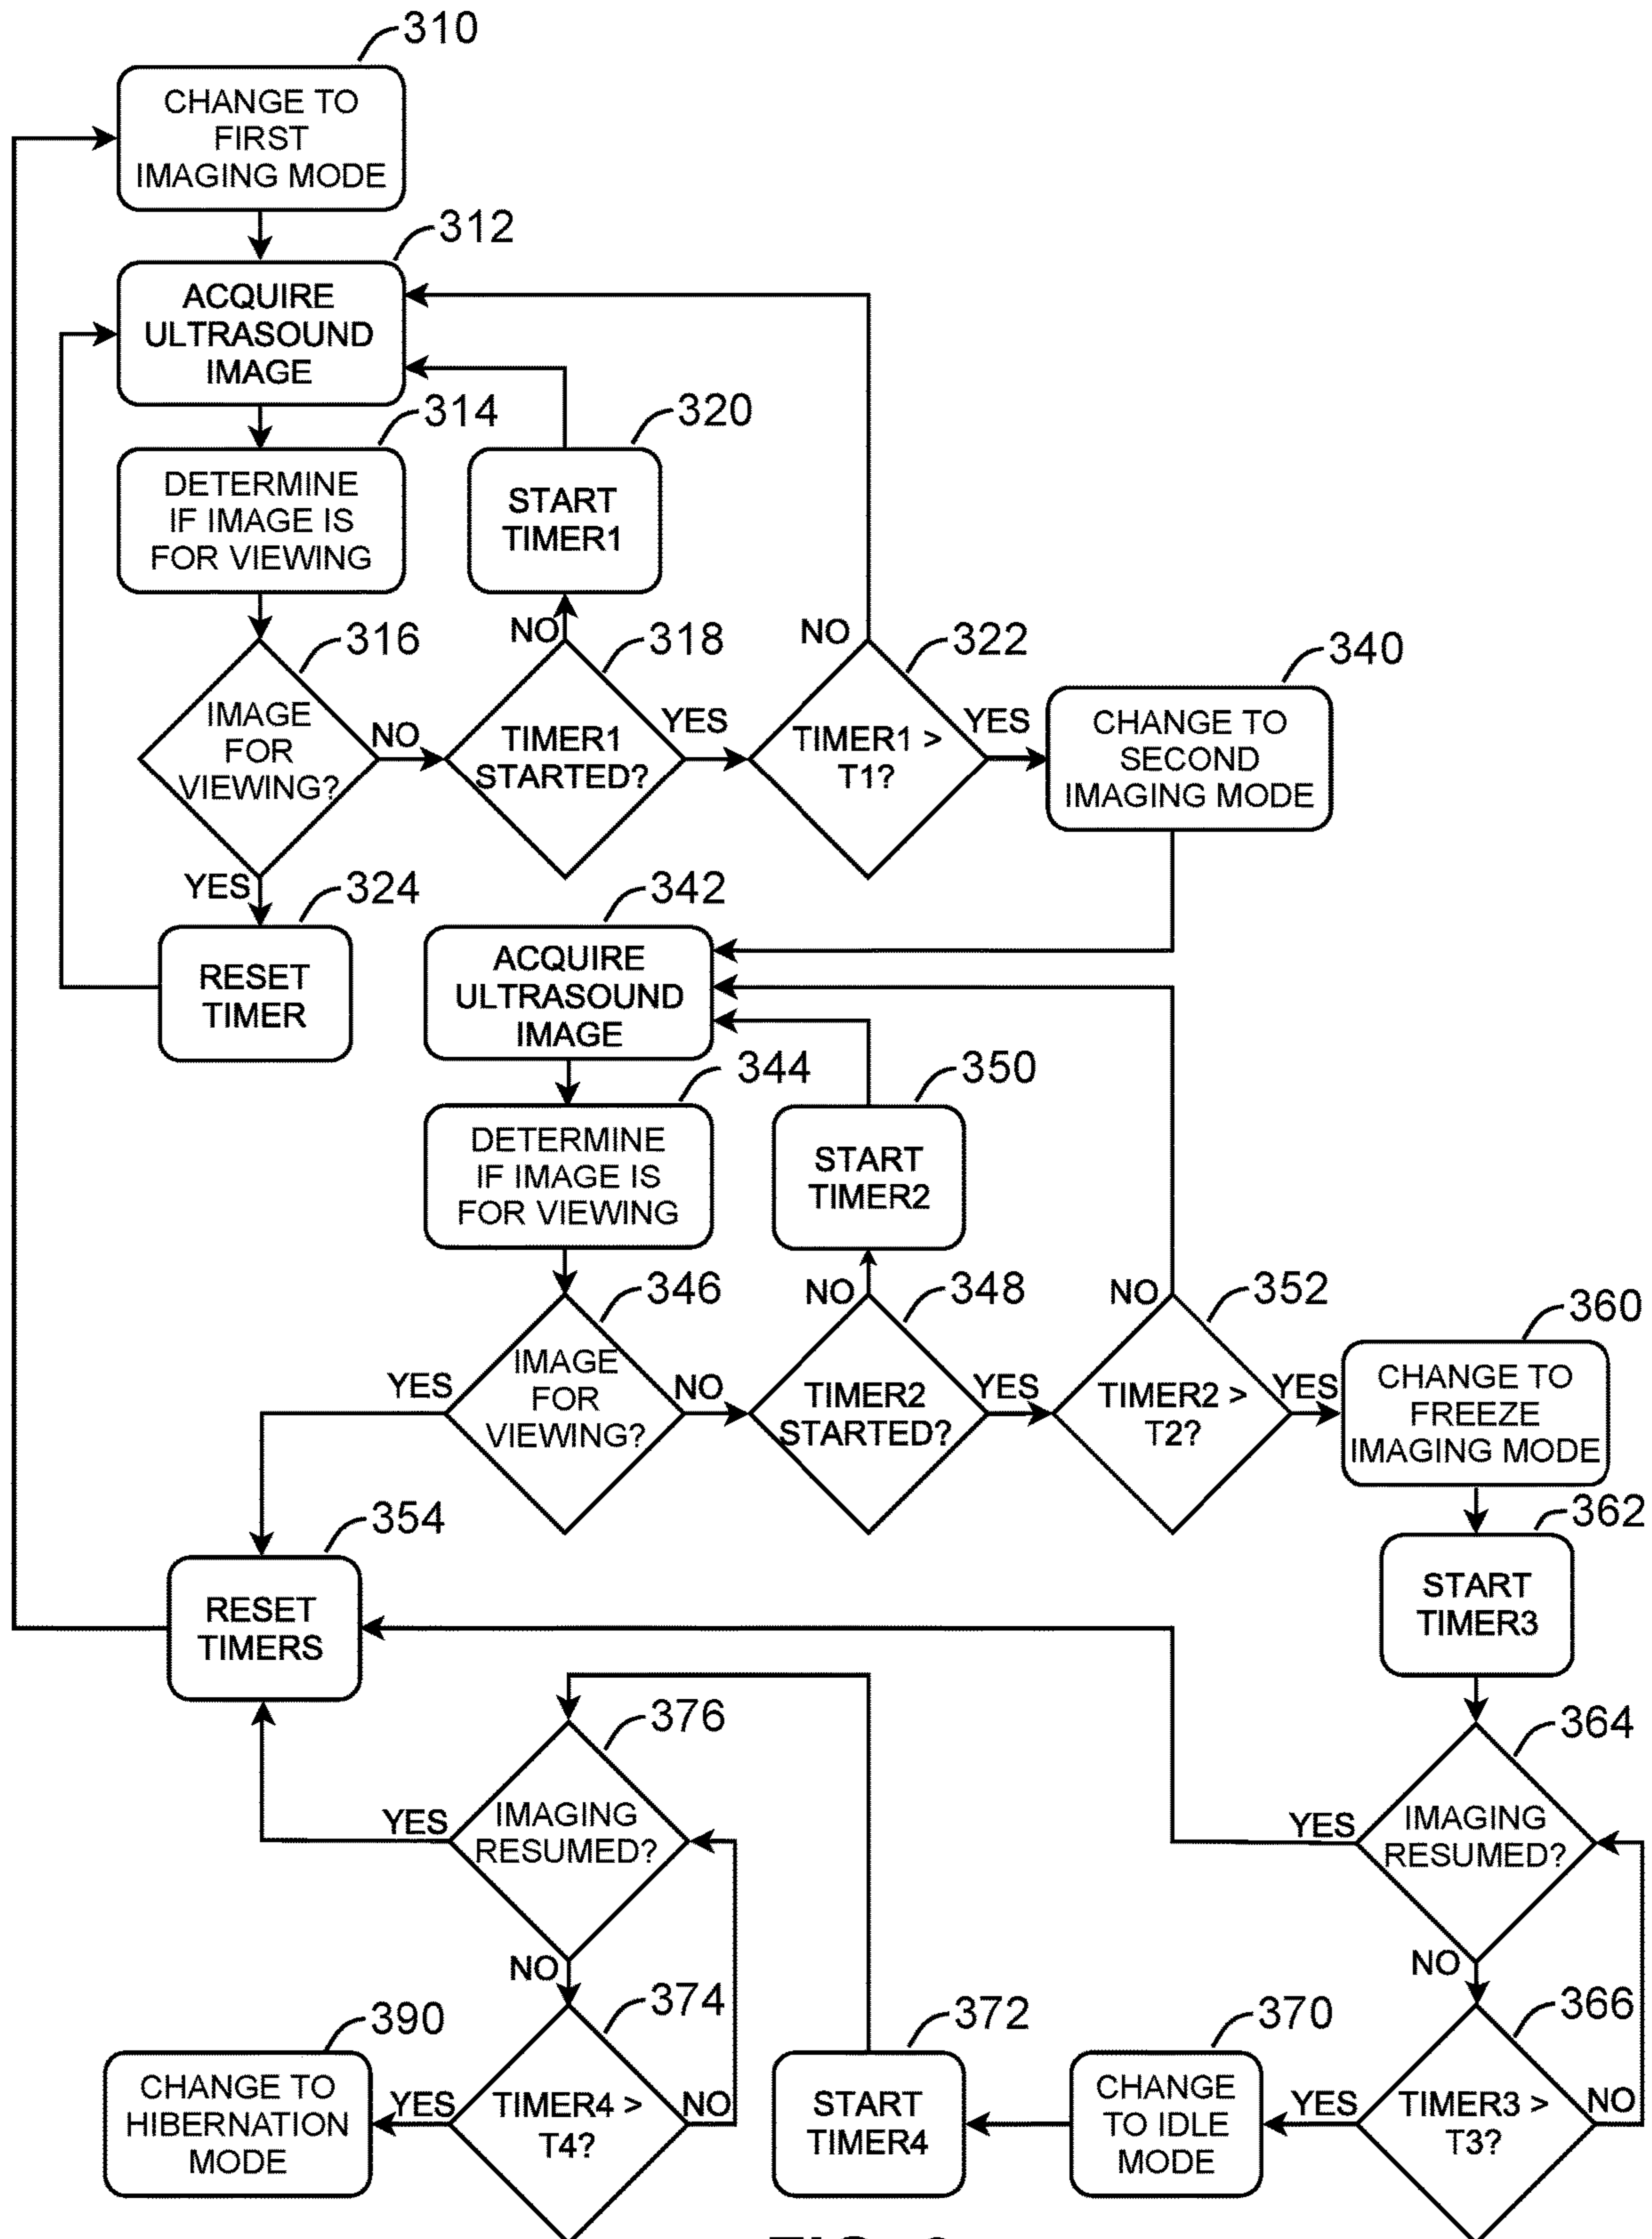 310
CHANGE TO
FIRST
IMAGING MODE
312
ACQUIRE
ULTRASOUND
IMAGE
314
DETERMINE
IF IMAGE IS
FOR VIEWING
320
START
TIMER1
316
IMAGE
FOR
VIEWING?
NO
YES
318
TIMER1
STARTED?
NO
YES
322
TIMER1 >
T1?
NO
YES
340
CHANGE TO
SECOND
IMAGING MODE
324
RESET
TIMER
342
ACQUIRE
ULTRASOUND
IMAGE
344
DETERMINE
IF IMAGE IS
FOR VIEWING
350
START
TIMER2
346
IMAGE
FOR
VIEWING?
YES
NO
348
TIMER2
STARTED?
NO
YES
352
TIMER2 >
T2?
NO
YES
360
CHANGE TO
FREEZE
IMAGING MODE
362
START
TIMER3
354
RESET
TIMERS
364
IMAGING
RESUMED?
YES
NO
366
TIMER3 >
T3?
YES
NO
370
CHANGE
TO IDLE
MODE
372
START
TIMER4
376
IMAGING
RESUMED?
YES
NO
374
TIMER4 >
T4?
YES
NO
390
CHANGE TO
HIBERNATION
MODE